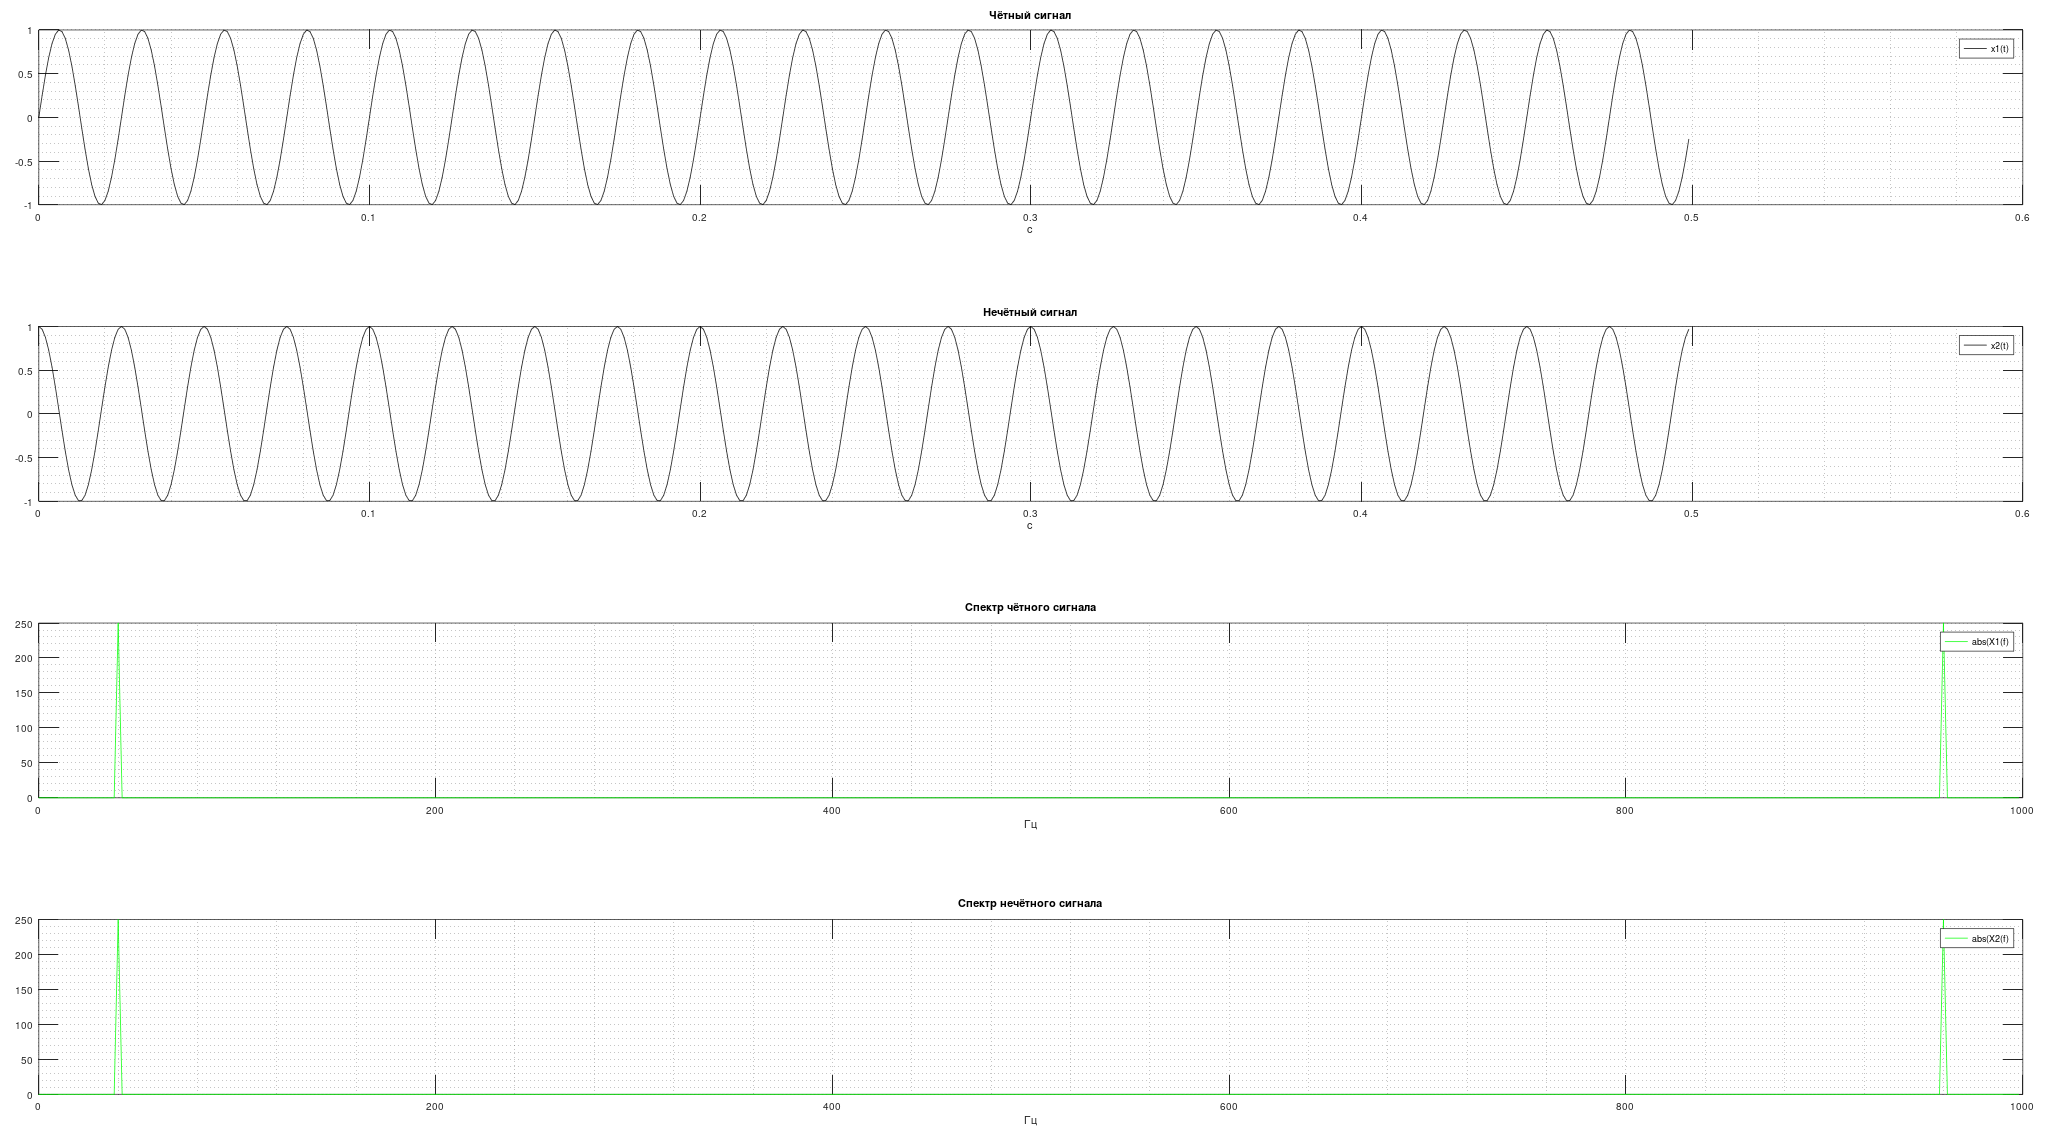 Чётный сигнал
1
0.5
0
-0.5
-1
x1(t)
0 0.1 0.2 0.3 0.4 0.5 0.6
с
Нечётный сигнал
1
0.5
0
-0.5
-1
x2(t)
0 0.1 0.2 0.3 0.4 0.5 0.6
с
Спектр чётного сигнала
250
200
150
100
50
0
abs(X1(f)
0 200 400 600 800 1000
Гц
Спектр нечётного сигнала
250
200
150
100
50
0
abs(X2(f)
0 200 400 600 800 1000
Гц